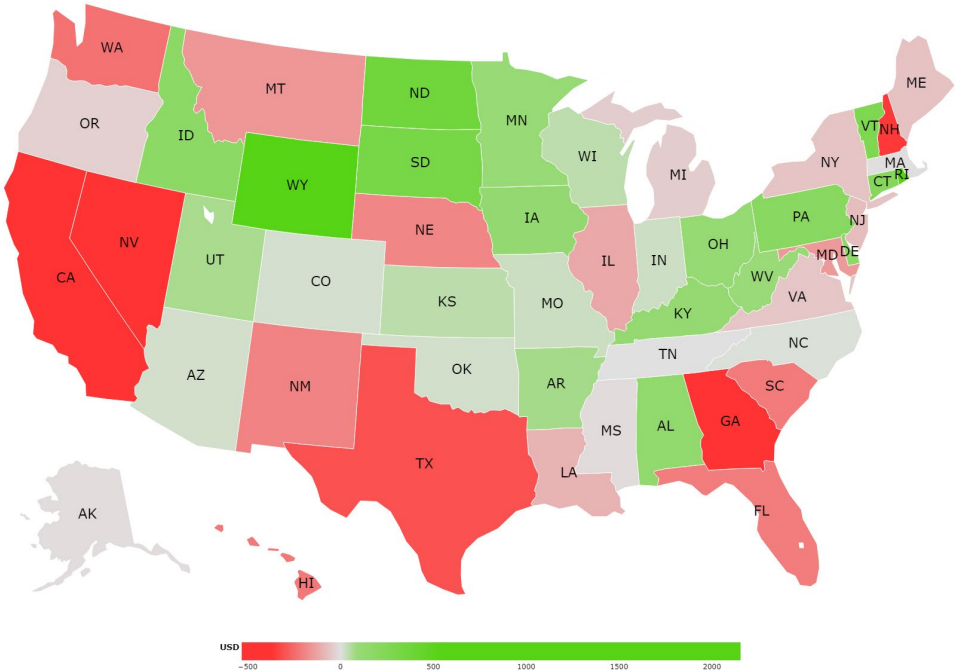 WA
MT
ND
MN
ME
OR
ID
SD
WI
MI
NY
VT
NH
MA
CT
RI
WY
NE
IA
PA
NJ
NV
UT
CO
KS
MO
IL
IN
OH
WV
MD
DE
VA
CA
KY
AZ
NM
OK
AR
TN
NC
SC
TX
LA
MS
AL
GA
FL
AK
HI
USD
−500 0 500 1000 1500 2000